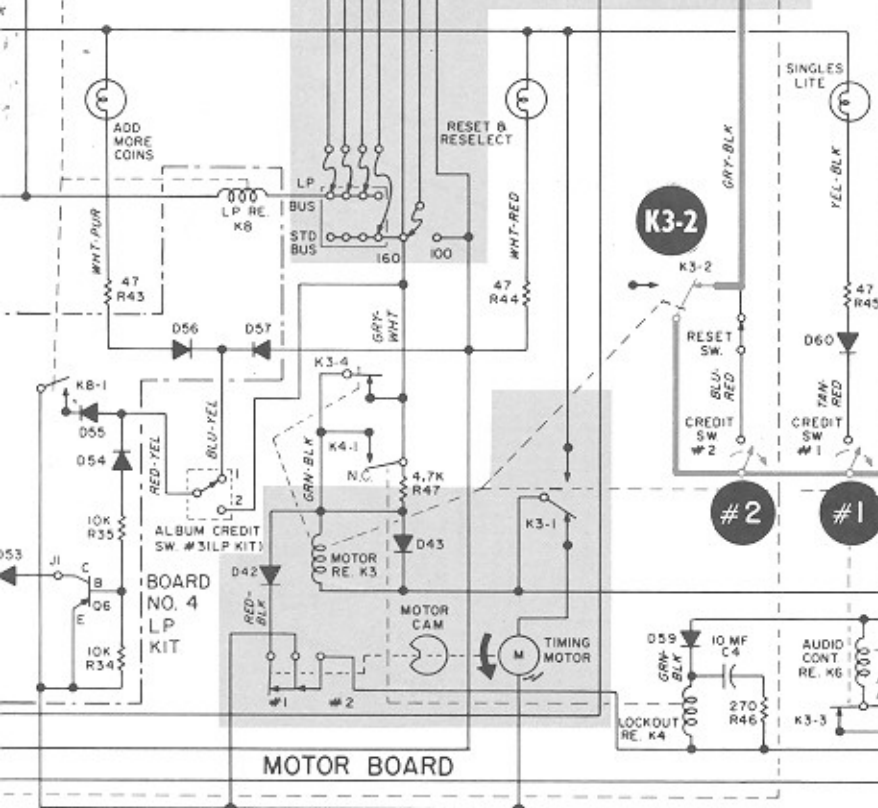 SINGLES
LITE
ADD
MORE
COINS
RESET &
RESELECT
LP
BUS
LP RE.
K8
STD
BUS
160
100
WHT-PUR
WHT-RED
GRY-BLK
YEL-BLK
K3-2
K3-2
47
R43
47
R44
47
R45
D56
D57
GRY-
WHT
RESET
SW.
D60
K3-4
BLU-
RED
TAN-
RED
K8-1
D55
D54
RED-YEL
BLU-YEL
GRN-BLK
K4-1
N.C.
4.7K
R47
CREDIT
SW.
#2
CREDIT
SW
#1
1
2
#2
#1
ALBUM CREDIT
SW. #3(LP KIT)
10K
R35
K3-1
D53
J1
C
B
Q6
E
BOARD
NO. 4
LP
KIT
D42
MOTOR
RE. K3
D43
RED-
BLK
MOTOR
CAM
M
TIMING
MOTOR
10K
R34
D59
10 MF
C4
GRN-
BLK
AUDIO
CONT.
RE. K6
#1
#2
LOCKOUT
RE. K4
270
R46
K3-3
MOTOR BOARD